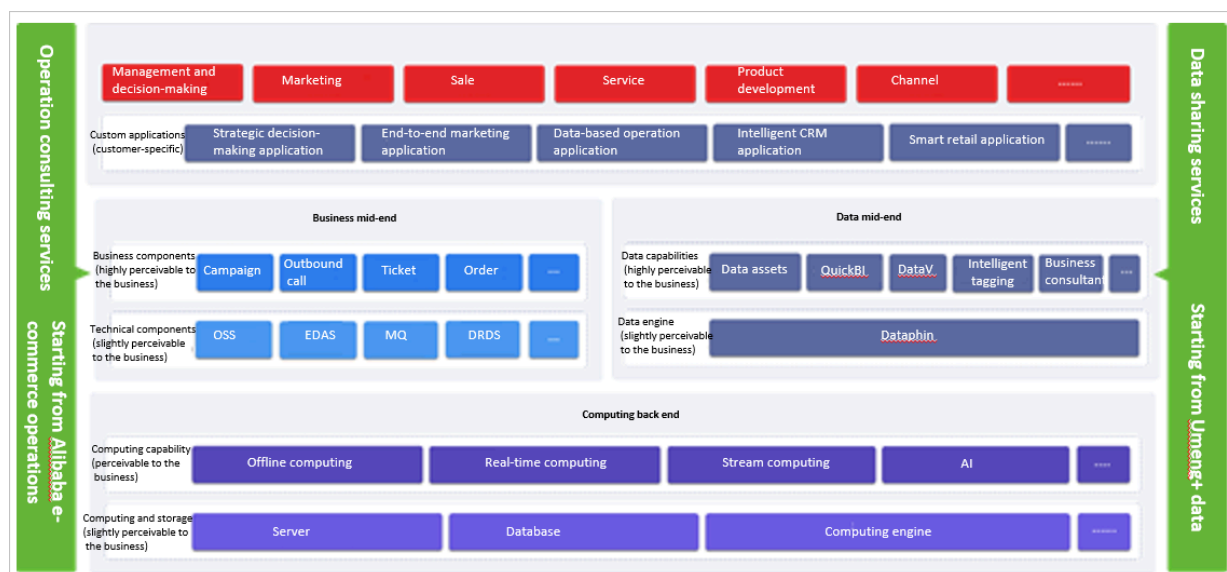 Operation consulting services
Starting from Alibaba e-
commerce operations
Management and
decision-making
Marketing
Sale
Service
Product
development
Channel
......
Custom applications
(customer-specific)
Strategic decision-
making application
End-to-end marketing
application
Data-based operation
application
Intelligent CRM
application
Smart retail application
......
Business mid-end
Business components
(highly perceivable to
the business)
Campaign
Outbound
call
Ticket
Order
...
Technical components
(slightly perceivable
to the business)
OSS
EDAS
MQ
DRDS
...
Data mid-end
Data capabilities
(highly perceivable
to the business)
Data assets
QuickBI
DataV
Intelligent
tagging
Business
consultant
...
Data engine
(slightly perceivable
to the business)
Dataphin
Computing back end
Computing capability
(perceivable to the
business)
Offline computing
Real-time computing
Stream computing
AI
....
Computing and storage
(slightly perceivable to
the business)
Server
Database
Computing engine
......
Data sharing services
Starting from Umeng+ data